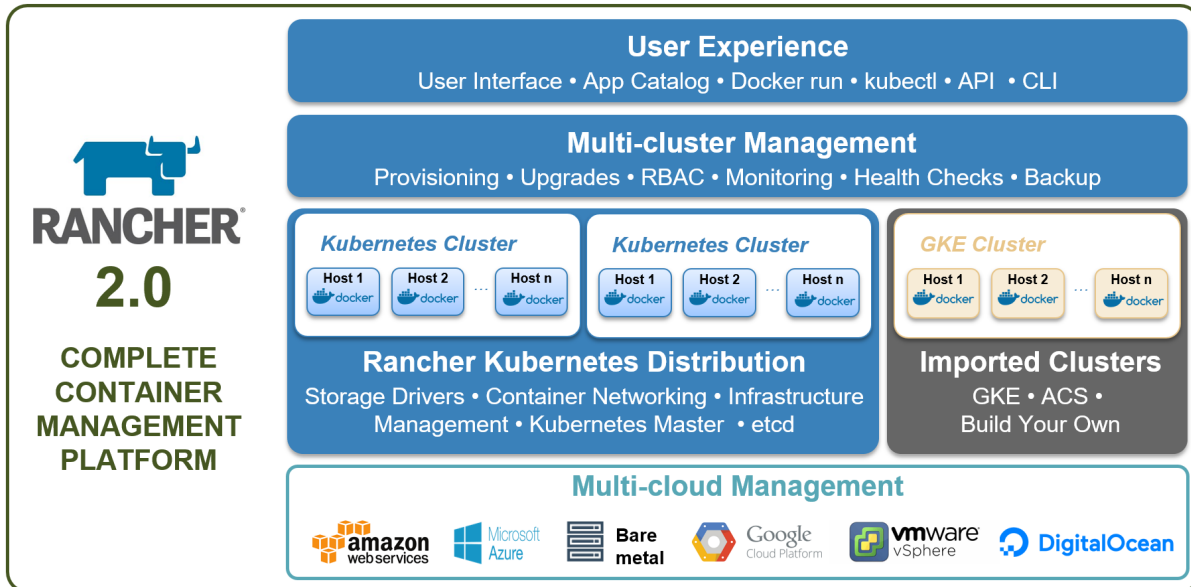 RANCHER®
2.0
COMPLETE
CONTAINER
MANAGEMENT
PLATFORM
User Experience
User Interface • App Catalog • Docker run • kubectl • API • CLI
Multi-cluster Management
Provisioning • Upgrades • RBAC • Monitoring • Health Checks • Backup
Kubernetes Cluster
Host 1 Host 2 ... Host n
docker docker docker
Kubernetes Cluster
Host 1 Host 2 ... Host n
docker docker docker
Rancher Kubernetes Distribution
Storage Drivers • Container Networking • Infrastructure
Management • Kubernetes Master • etcd
GKE Cluster
Host 1 Host 2 ... Host n
docker docker docker
Imported Clusters
GKE • ACS •
Build Your Own
Multi-cloud Management
amazon
web services
Microsoft
Azure
Bare
metal
Google
Cloud Platform
vmware®
vSphere
DigitalOcean